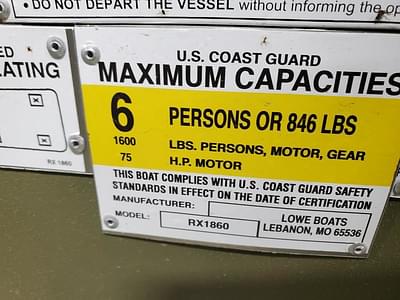 • DO NOT DEPART THE VESSEL without informing the op
U.S. COAST GUARD
MAXIMUM CAPACITIES
6 PERSONS OR 846 LBS
1600 LBS. PERSONS, MOTOR, GEAR
75 H.P. MOTOR
THIS BOAT COMPLIES WITH U.S. COAST GUARD SAFETY
STANDARDS IN EFFECT ON THE DATE OF CERTIFICATION
MANUFACTURER:
MODEL: RX1860
LOWE BOATS
LEBANON, MO 65536
ED
LATING
RX 1860